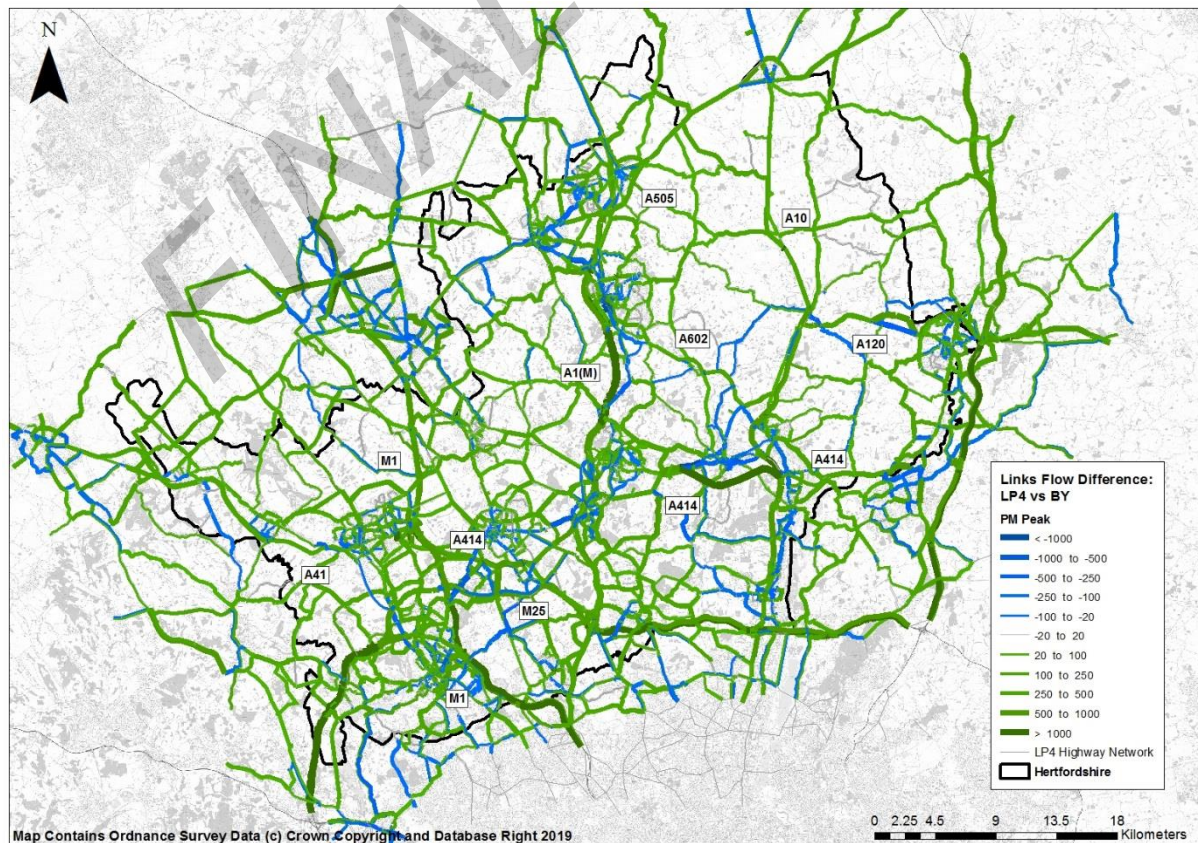 FINAL
N
A505
A10
A602
A120
A1(M)
M1
A414
A414
A414
A41
M25
M1
Links Flow Difference:
LP4 vs BY
PM Peak
< -1000
-1000 to -500
-500 to -250
-250 to -100
-100 to -20
-20 to 20
20 to 100
100 to 250
250 to 500
500 to 1000
> 1000
LP4 Highway Network
Hertfordshire
0 2.25 4.5 9 13.5 18
Kilometers
Map Contains Ordnance Survey Data (c) Crown Copyright and Database Right 2019